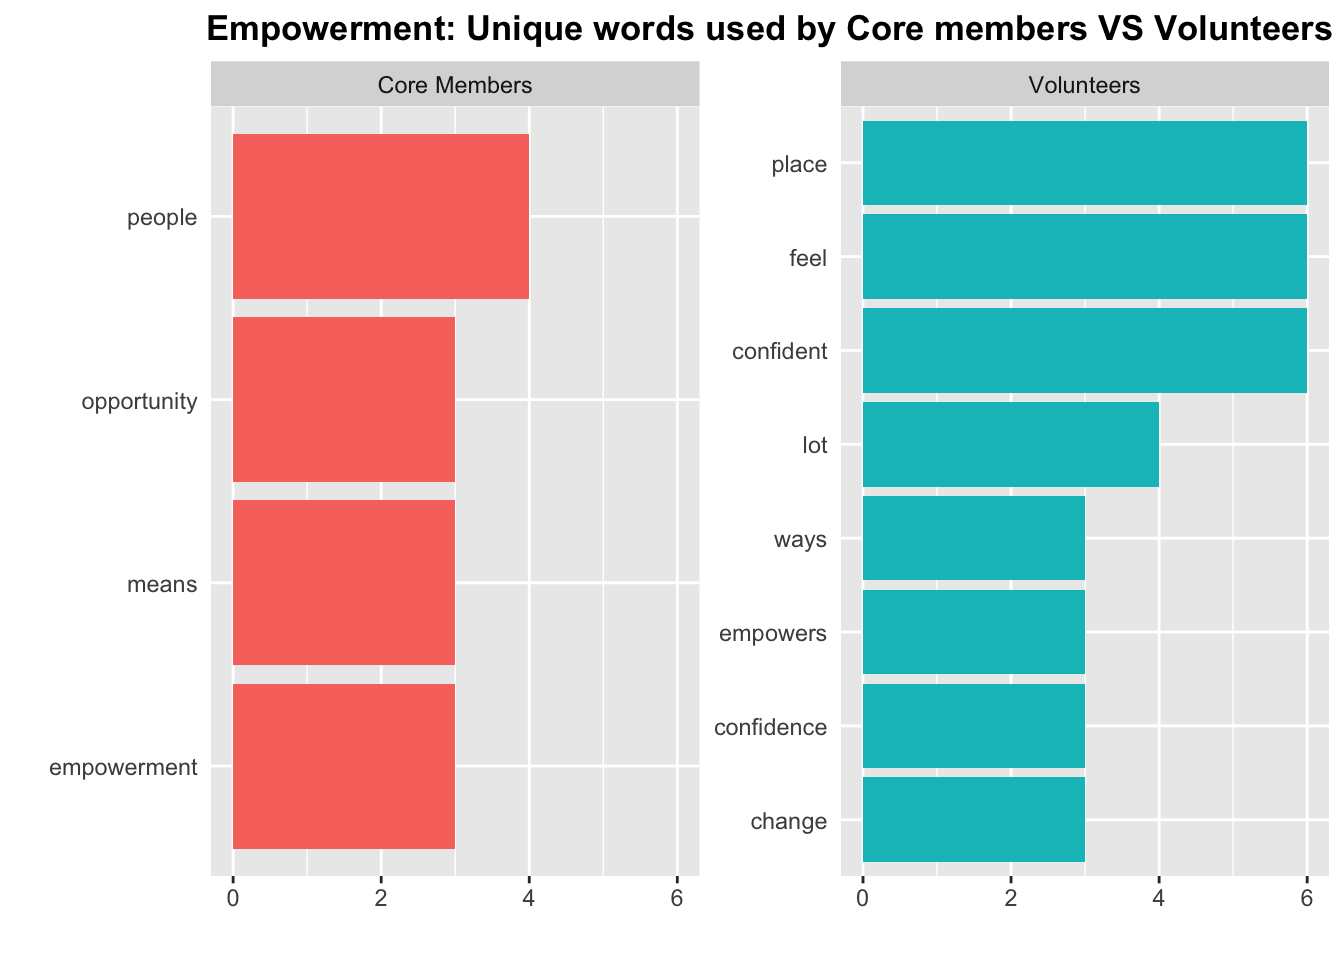 Empowerment: Unique words used by Core members VS Volunteers
Core Members
people
opportunity
means
empowerment
0 2 4 6
Volunteers
place
feel
confident
lot
ways
empowers
confidence
change
0 2 4 6